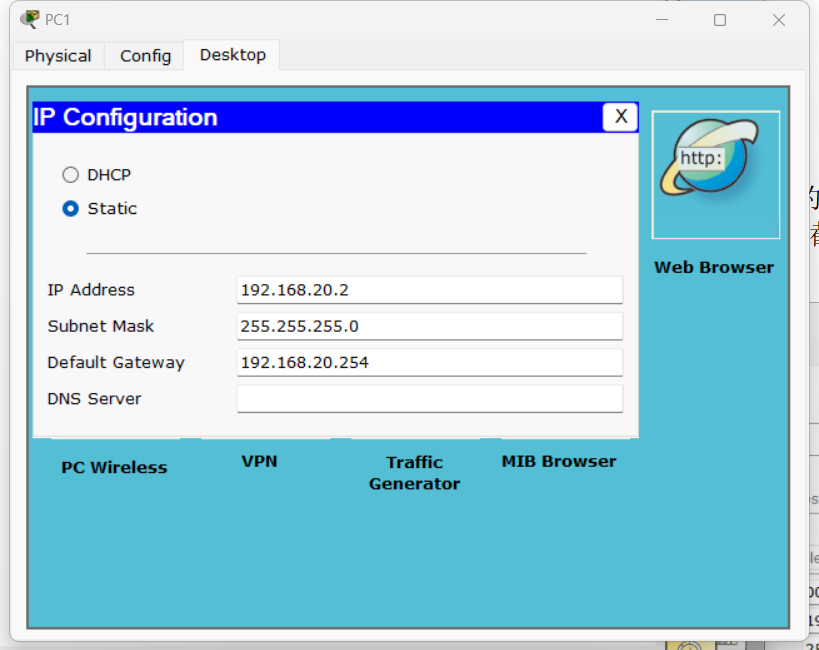 PC1
Physical Config Desktop
IP Configuration X
http:
DHCP
Static
Web Browser
IP Address 192.168.20.2
Subnet Mask 255.255.255.0
Default Gateway 192.168.20.254
DNS Server
PC Wireless VPN Traffic Generator MIB Browser